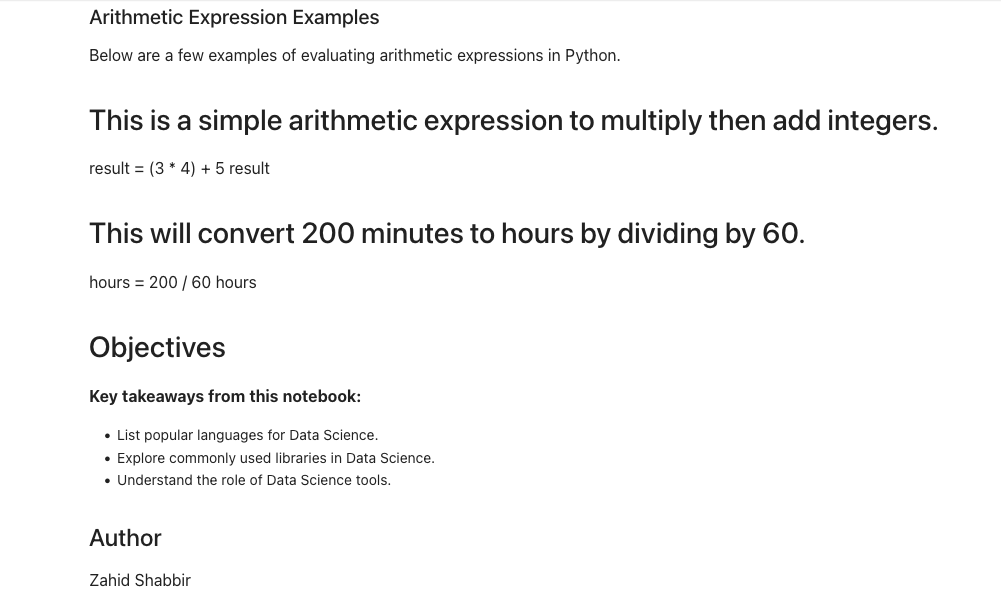 Arithmetic Expression Examples
Below are a few examples of evaluating arithmetic expressions in Python.
This is a simple arithmetic expression to multiply then add integers.
result = (3 * 4) + 5 result
This will convert 200 minutes to hours by dividing by 60.
hours = 200 / 60 hours
Objectives
Key takeaways from this notebook:
• List popular languages for Data Science.
• Explore commonly used libraries in Data Science.
• Understand the role of Data Science tools.
Author
Zahid Shabbir